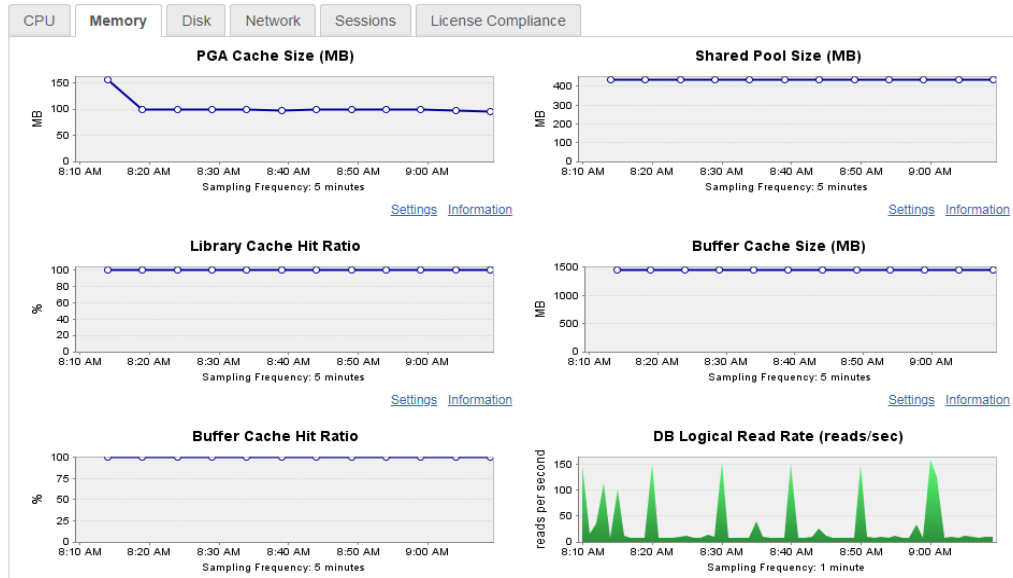 CPU Memory Disk Network Sessions License Compliance
PGA Cache Size (MB)
150
100
50
0
MB
8:10 AM 8:20 AM 8:30 AM 8:40 AM 8:50 AM 9:00 AM
Sampling Frequency: 5 minutes
Settings Information
Shared Pool Size (MB)
400
300
200
100
0
MB
8:10 AM 8:20 AM 8:30 AM 8:40 AM 8:50 AM 9:00 AM
Sampling Frequency: 5 minutes
Settings Information
Library Cache Hit Ratio
100
80
60
40
20
0
%
8:10 AM 8:20 AM 8:30 AM 8:40 AM 8:50 AM 9:00 AM
Sampling Frequency: 5 minutes
Settings Information
Buffer Cache Size (MB)
1500
1000
500
0
MB
8:10 AM 8:20 AM 8:30 AM 8:40 AM 8:50 AM 9:00 AM
Sampling Frequency: 5 minutes
Settings Information
Buffer Cache Hit Ratio
100
75
50
25
0
%
8:10 AM 8:20 AM 8:30 AM 8:40 AM 8:50 AM 9:00 AM
Sampling Frequency: 5 minutes
DB Logical Read Rate (reads/sec)
150
100
50
0
reads per second
8:10 AM 8:20 AM 8:30 AM 8:40 AM 8:50 AM 9:00 AM
Sampling Frequency: 1 minute